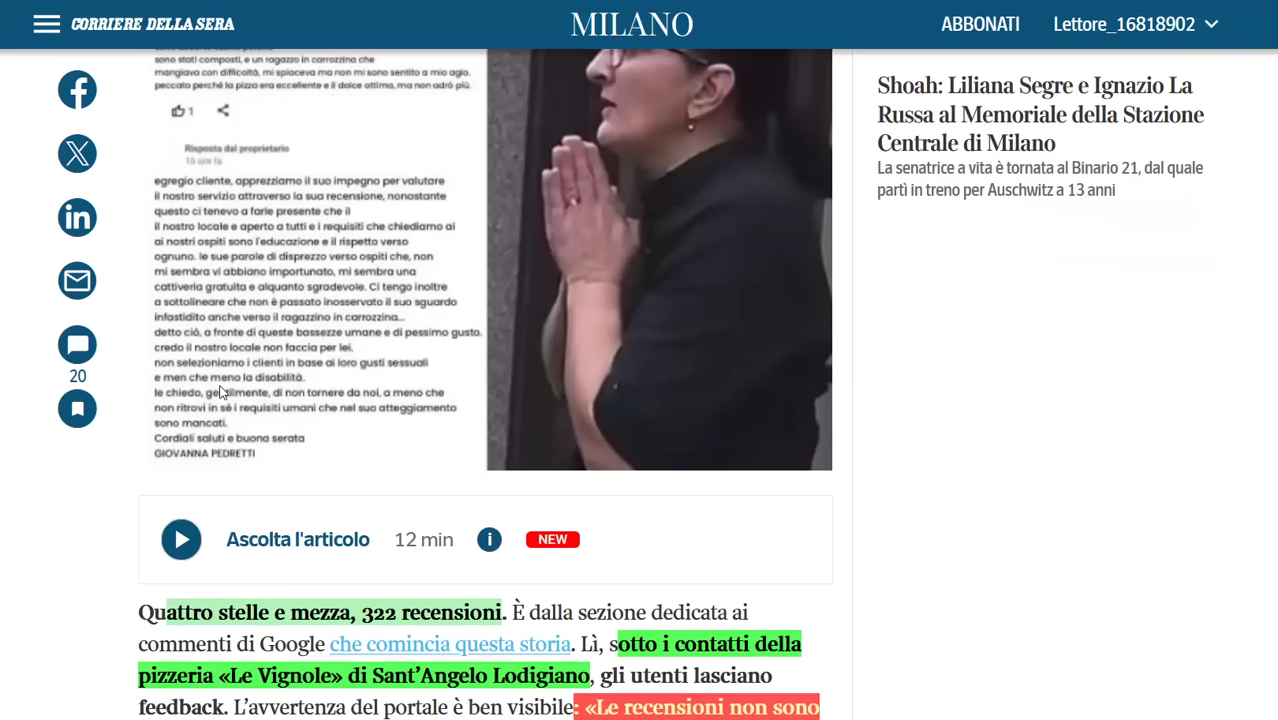 CORRIERE DELLA SERA
MILANO
ABBONATI
Lettore_16818902
sono stati composti, e un ragazzo in carrozzina che
mangiava con difficoltà, mi spiaceva ma non mi sono sentito a mio agio.
peccato perché la pizza era eccellente e il dolce ottimo, ma non adrò più.
1
Risposta dal proprietario
16 ore fa
egregio cliente, apprezziamo il suo impegno per valutare
il nostro servizio attraverso la sua recensione, nonostante
questo ci tenevo a farle presente che il
il nostro locale e aperto a tutti e i requisiti che chiediamo ai
ai nostri ospiti sono l'educazione e il rispetto verso
ognuno. le sue parole di disprezzo verso ospiti che, non
mi sembra vi abbiano importunato, mi sembra una
cattiveria gratuita e alquanto sgradevole. Ci tengo inoltre
a sottolineare che non è passato inosservato il suo sguardo
infastidito anche verso il ragazzino in carrozzina...
detto ciò, a fronte di queste bassezze umane e di pessimo gusto.
credo il nostro locale non faccia per lei.
non selezioniamo i clienti in base ai loro gusti sessuali
e men che meno la disabilità.
le chiedo, gentilmente, di non tornere da noi, a meno che
non ritrovi in sé i requisiti umani che nel suo atteggiamento
sono mancati.
Cordiali saluti e buona serata
GIOVANNA PEDRETTI
20
Ascolta l'articolo 12 min i NEW
Quattro stelle e mezza, 322 recensioni. È dalla sezione dedicata ai
commenti di Google che comincia questa storia. Lì, sotto i contatti della
pizzeria «Le Vignole» di Sant'Angelo Lodigiano, gli utenti lasciano
feedback. L'avvertenza del portale è ben visibile: «Le recensioni non sono
Shoah: Liliana Segre e Ignazio La
Russa al Memoriale della Stazione
Centrale di Milano
La senatrice a vita è tornata al Binario 21, dal quale
partì in treno per Auschwitz a 13 anni